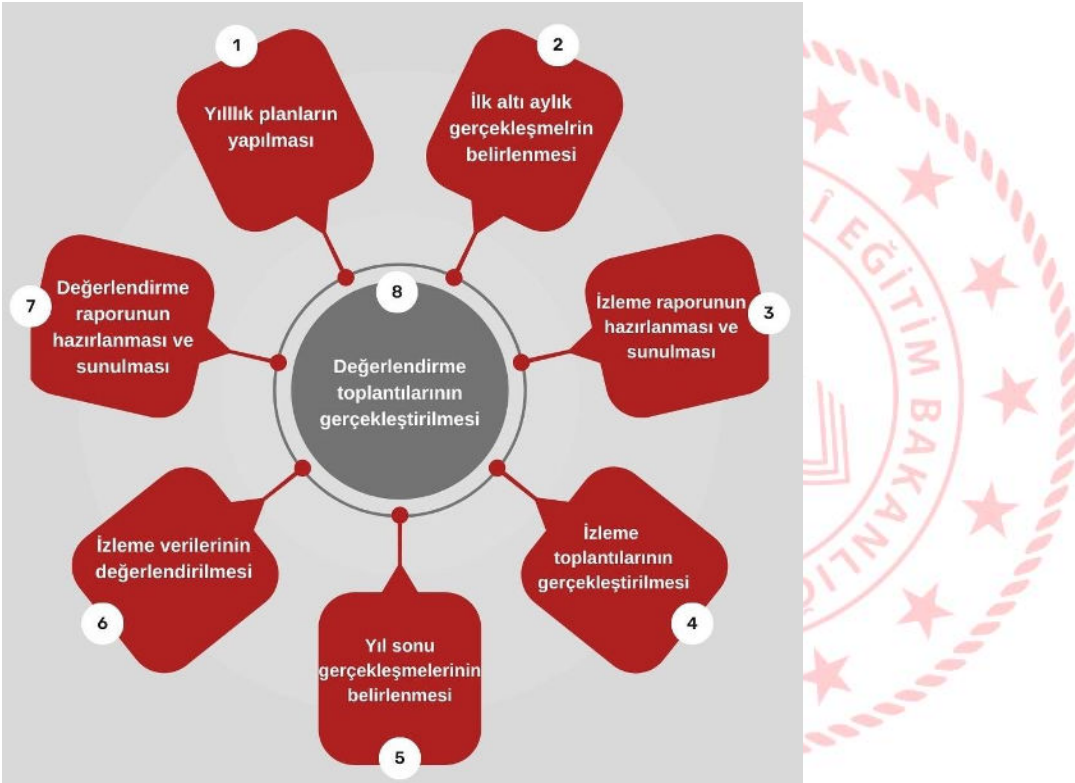 1
Yılllık planların
yapılması
2
İlk altı aylık
gerçekleşmelrin
belirlenmesi
3
İzleme raporunun
hazırlanması ve
sunulması
4
İzleme
toplantılarının
gerçekleştirilmesi
5
Yıl sonu
gerçekleşmelerinin
belirlenmesi
6
İzleme verilerinin
değerlendirilmesi
7
Değerlendirme
raporunun
hazırlanması ve
sunulması
8
Değerlendirme
toplantılarının
gerçekleştirilmesi
Î EĞİTİM BAKANLIĞ